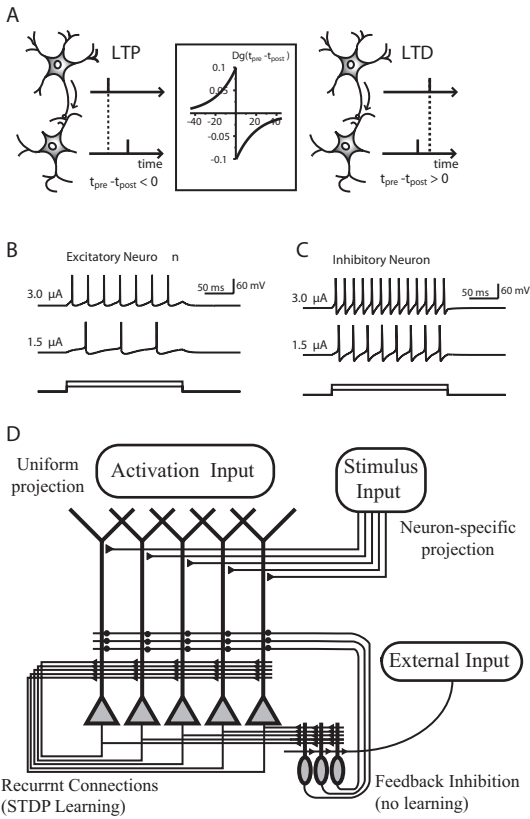 A
LTP
Dg(tpre -tpost )
LTD
0.1
0.05
-40 -20 20 40
-0.05
-0.1
time
tpre -tpost < 0
time
tpre -tpost > 0
B
Excitatory Neuro n
50 ms 60 mV
3.0 µA
1.5 µA
C
Inhibitory Neuron
50 ms 60 mV
3.0 µA
1.5 µA
D
Uniform
projection
Activation Input
Stimulus
Input
Neuron-specific
projection
External Input
Recurrnt Connections
(STDP Learning)
Feedback Inhibition
(no learning)